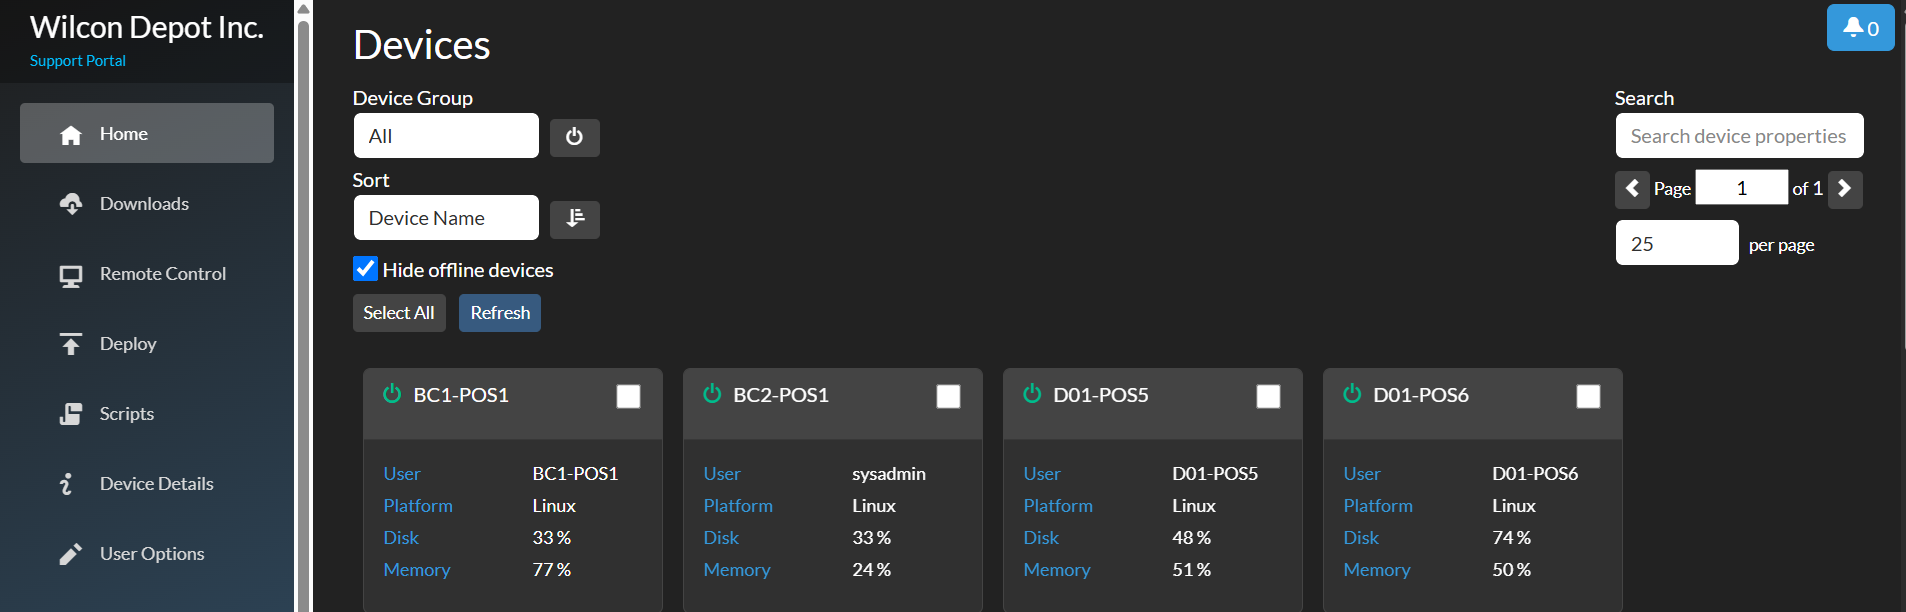 Wilcon Depot Inc.
Support Portal
Home
Downloads
Remote Control
Deploy
Scripts
Device Details
User Options
Devices
0
Device Group
All
Sort
Device Name
Hide offline devices
Select All Refresh
Search
Search device properties
Page 1 of 1
25 per page
BC1-POS1
User BC1-POS1
Platform Linux
Disk 33 %
Memory 77 %
BC2-POS1
User sysadmin
Platform Linux
Disk 33 %
Memory 24 %
D01-POS5
User D01-POS5
Platform Linux
Disk 48 %
Memory 51 %
D01-POS6
User D01-POS6
Platform Linux
Disk 74 %
Memory 50 %